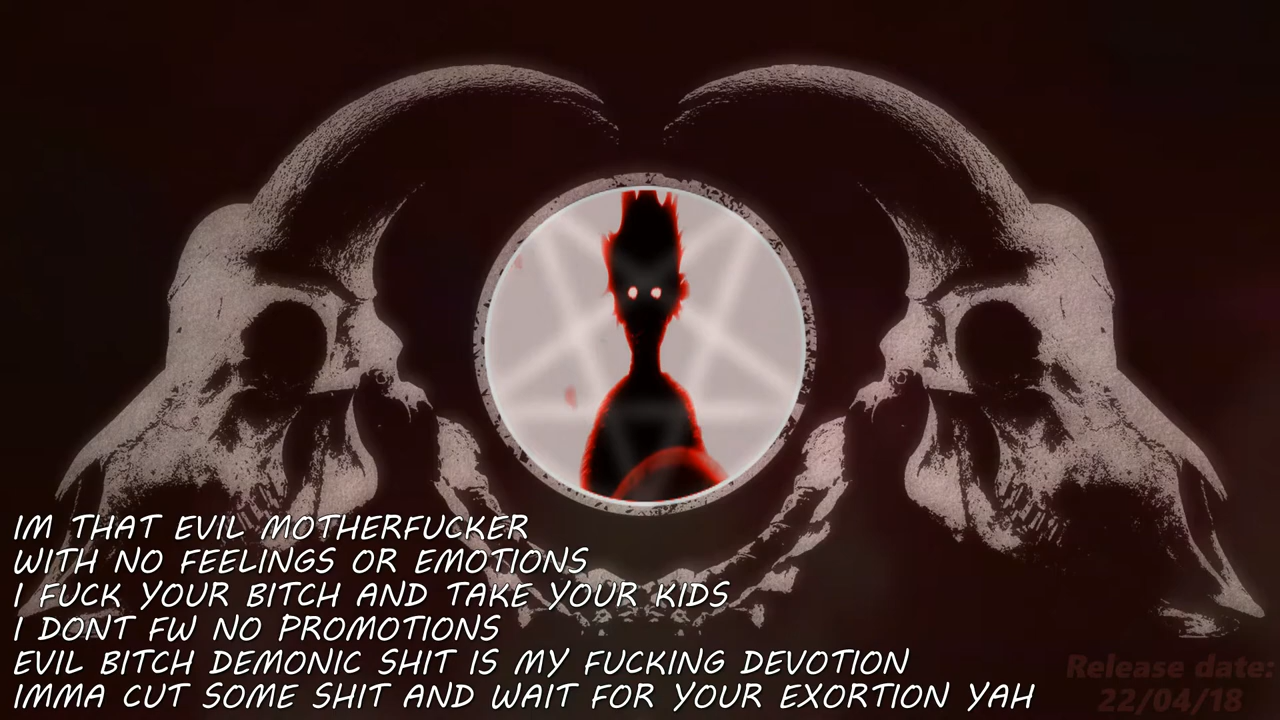 IM THAT EVIL MOTHERFUCKER
WITH NO FEELINGS OR EMOTIONS
I FUCK YOUR BITCH AND TAKE YOUR KIDS
I DONT FW NO PROMOTIONS
EVIL BITCH DEMONIC SHIT IS MY FUCKING DEVOTION
IMMA CUT SOME SHIT AND WAIT FOR YOUR EXORTION YAH
Release date:
22/04/18